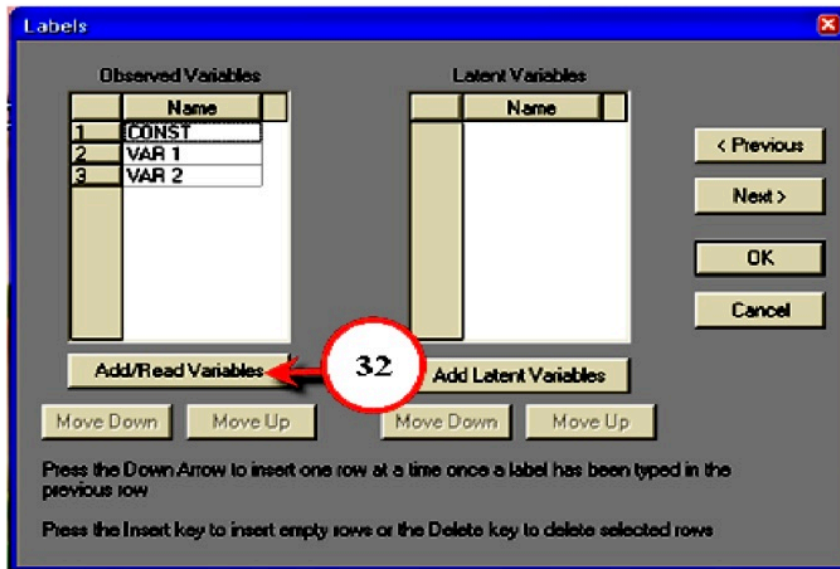 Labels
Observed Variables
Name
1 CONST
2 VAR 1
3 VAR 2
Add/Read Variables
Move Down Move Up
32
Latent Variables
Name
Add Latent Variables
Move Down Move Up
< Previous
Next >
OK
Cancel
Press the Down Arrow to insert one row at a time once a label has been typed in the
previous row
Press the Insert key to insert empty rows or the Delete key to delete selected rows